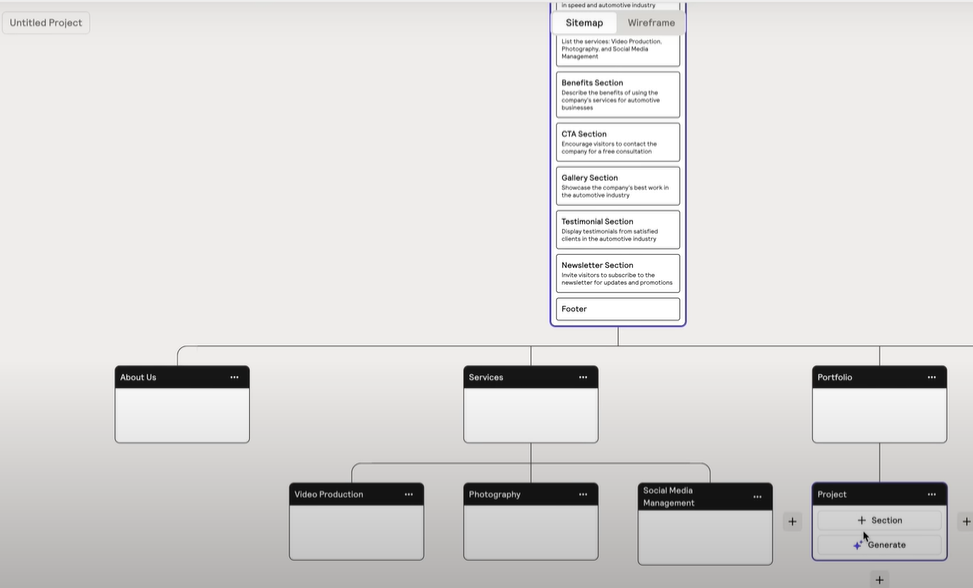 in speed and automotive industry
Untitled Project
Sitemap
Wireframe
List the services: Video Production,
Photography, and Social Media
Management
Benefits Section
Describe the benefits of using the
company's services for automotive
businesses
CTA Section
Encourage visitors to contact the
company for a free consultation
Gallery Section
Showcase the company's best work in
the automotive industry
Testimonial Section
Display testimonials from satisfied
clients in the automotive industry
Newsletter Section
Invite visitors to subscribe to the
newsletter for updates and promotions
Footer
About Us
Services
Portfolio
Video Production
Photography
Social Media
Management
Project
+ Section
Generate